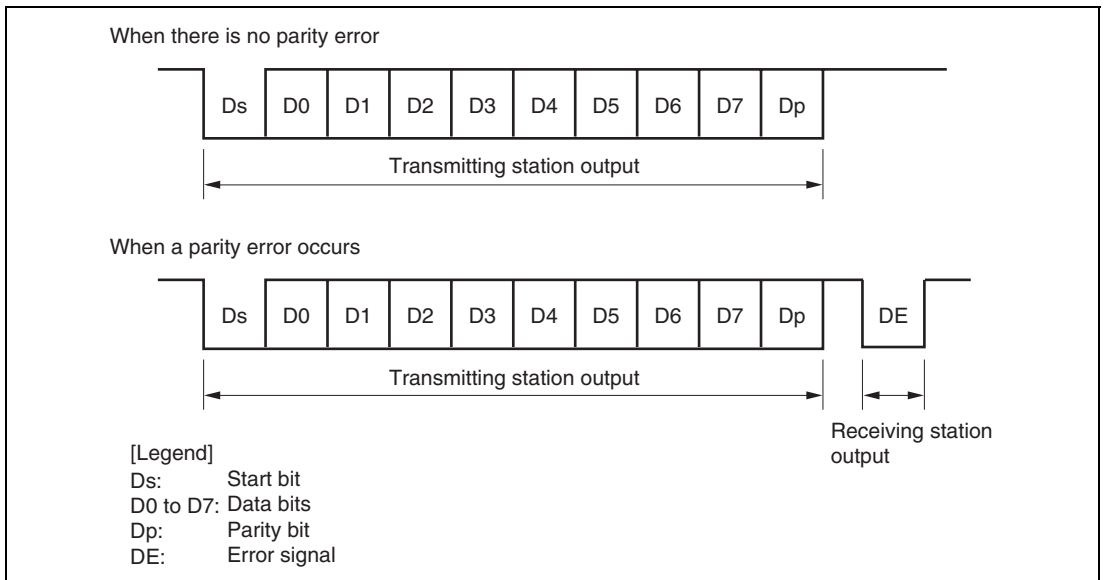 When there is no parity error
Ds D0 D1 D2 D3 D4 D5 D6 D7 Dp
Transmitting station output
When a parity error occurs
Ds D0 D1 D2 D3 D4 D5 D6 D7 Dp DE
Transmitting station output
Receiving station
output
[Legend]
Ds: Start bit
D0 to D7: Data bits
Dp: Parity bit
DE: Error signal